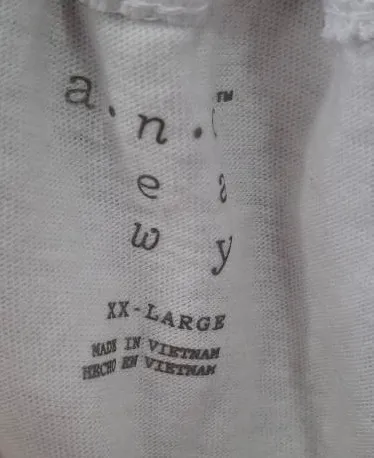 a.n. ™
e a
w y
XX-LARGE
MADE IN VIETNAM
HECHO EN VIETNAM